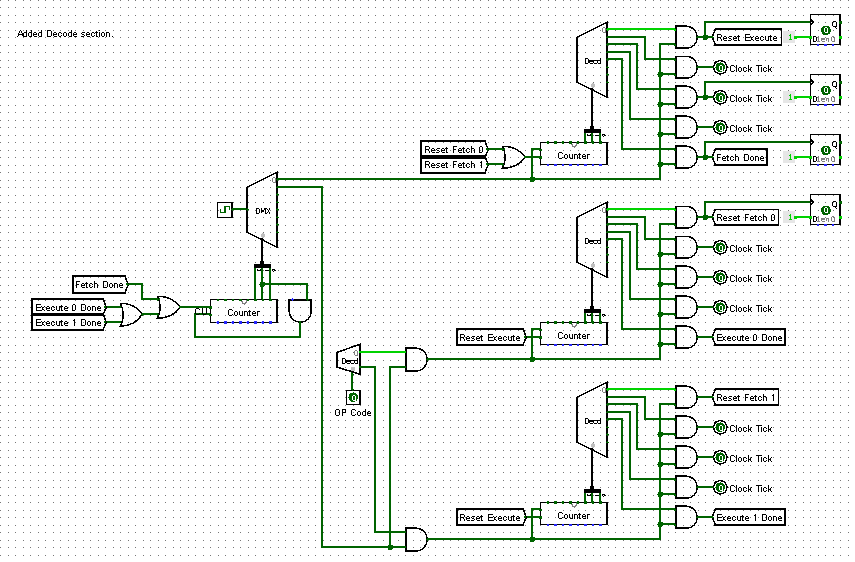 Added Decode section.
Decd
Reset Execute
Clock Tick
Clock Tick
Clock Tick
Fetch Done
Reset Fetch 0
Reset Fetch 1
Counter
DMX
Fetch Done
Execute 0 Done
Execute 1 Done
Counter
Decd
Reset Fetch 0
Clock Tick
Clock Tick
Clock Tick
Execute 0 Done
Reset Execute
Counter
Decd
OP Code
Decd
Reset Fetch 1
Clock Tick
Clock Tick
Clock Tick
Execute 1 Done
Reset Execute
Counter